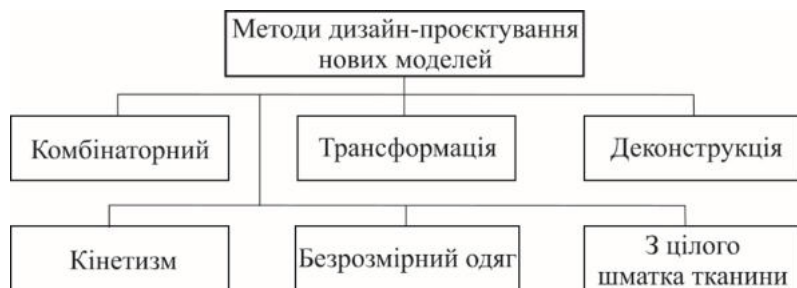 Методи дизайн-проєктування
нових моделей
Комбінаторний
Трансформація
Деконструкція
Кінетизм
Безрозмірний одяг
З цілого
шматка тканини